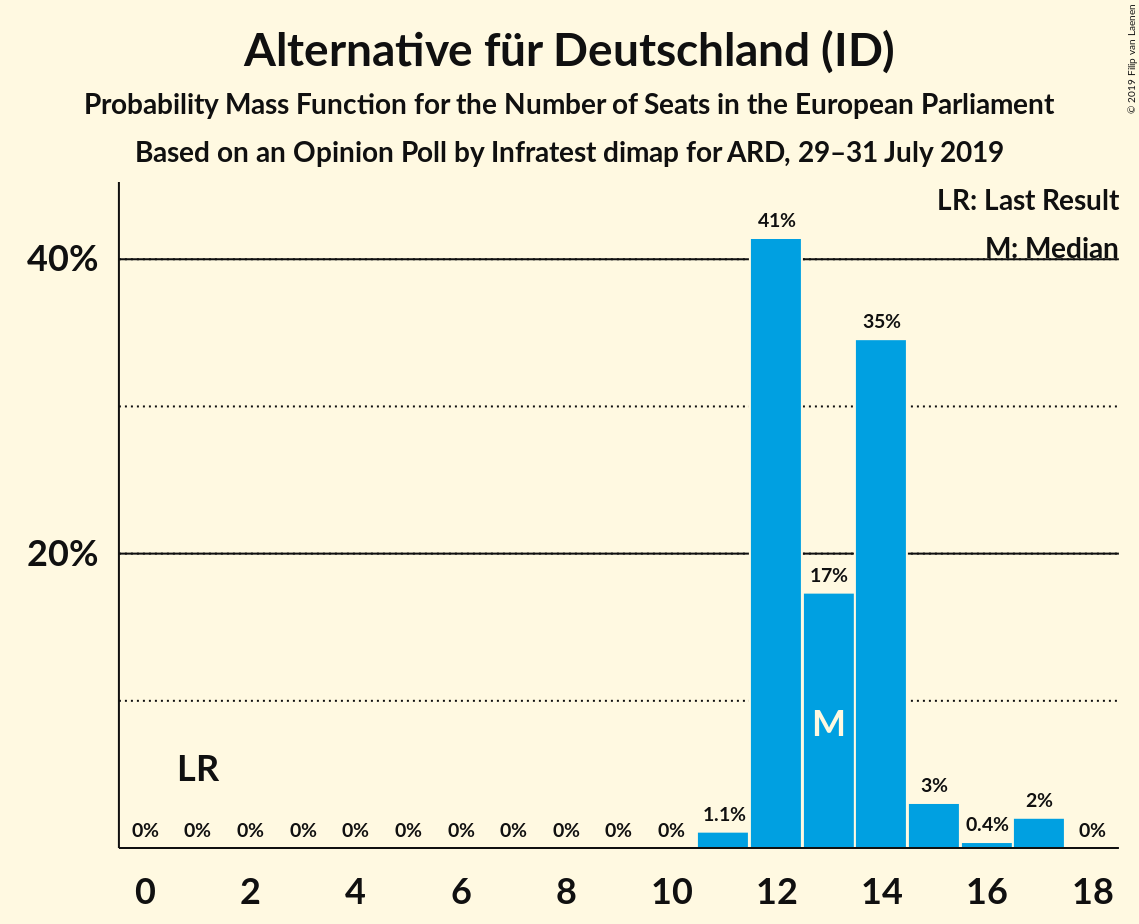 Alternative für Deutschland (ID)
Probability Mass Function for the Number of Seats in the European Parliament
Based on an Opinion Poll by Infratest dimap for ARD, 29–31 July 2019
© 2019 Filip van Laenen
LR: Last Result
M: Median
40%
20%
41%
35%
17%
M
LR
0% 0% 0% 0% 0% 0% 0% 0% 0% 0% 0% 1.1% 3% 0.4% 2% 0%
0 2 4 6 8 10 12 14 16 18